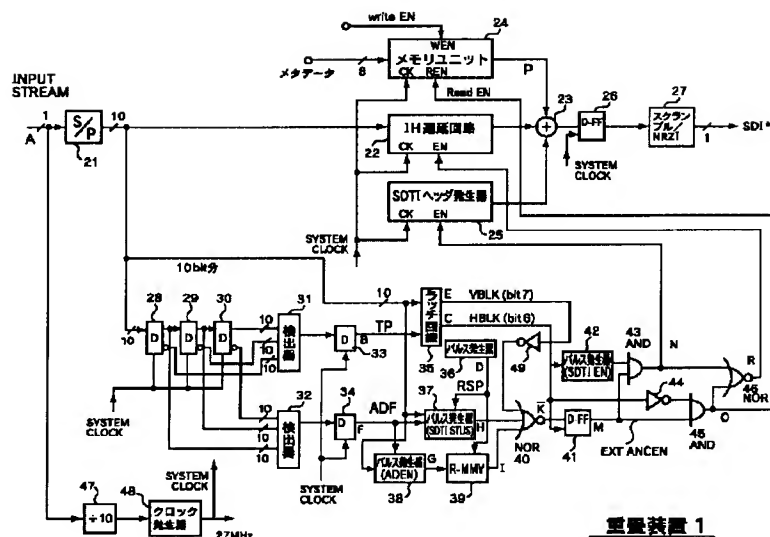 write EN
24
WEN
メモリユニット
CK REN
メタデータ
8
P
Read EN
INPUT
STREAM
A
1
S/P
21
10
1H遅延回路
22
CK EN
23
26
D-FF
SYSTEM
CLOCK
27
スクランブル/
NRZI
1
SDI*
SDTIヘッダ発生器
CK EN
25
SYSTEM
CLOCK
10bit分
10
28
29
30
D
D
D
10
10
10
10
31
検出器
TP
D
B
33
10
ラッチ回路
35
E
VBLK (bit7)
C
HBLK (bit6)
パルス発生器
36
D
49
42
パルス発生器
(SDTI EN)
43
AND
N
R
46
NOR
44
45
AND
O
32
検出器
10
10
10
34
D
F
ADF
37
RSP
パルス発生器
(SDTI STUS)
H
NOR
40
K
D FF
41
M
EXT ANCEN
SYSTEM
CLOCK
SYSTEM
CLOCK
パルス発生器
(ADEN)
38
G
R-MMV
39
I
47
÷10
48
クロック
発生器
SYSTEM
CLOCK
27MHz
重畳装置 1